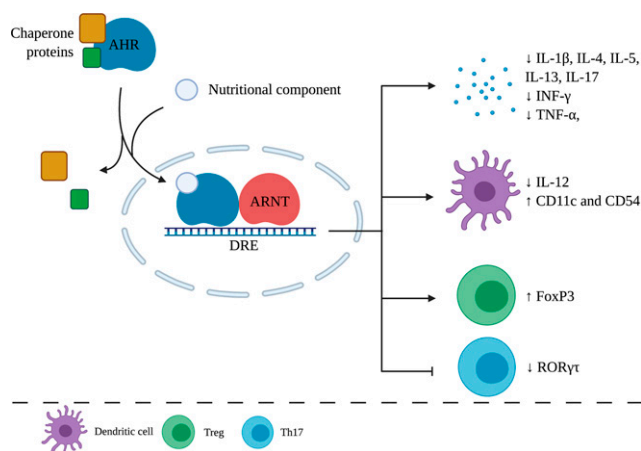 Chaperone
proteins
AHR
Nutritional component
ARNT
DRE
↓ IL-1β, IL-4, IL-5,
IL-13, IL-17
↓ INF-γ
↓ TNF-α,
↓ IL-12
↑ CD11c and CD54
↑ FoxP3
↓ RORγτ
Dendritic cell
Treg
Th17